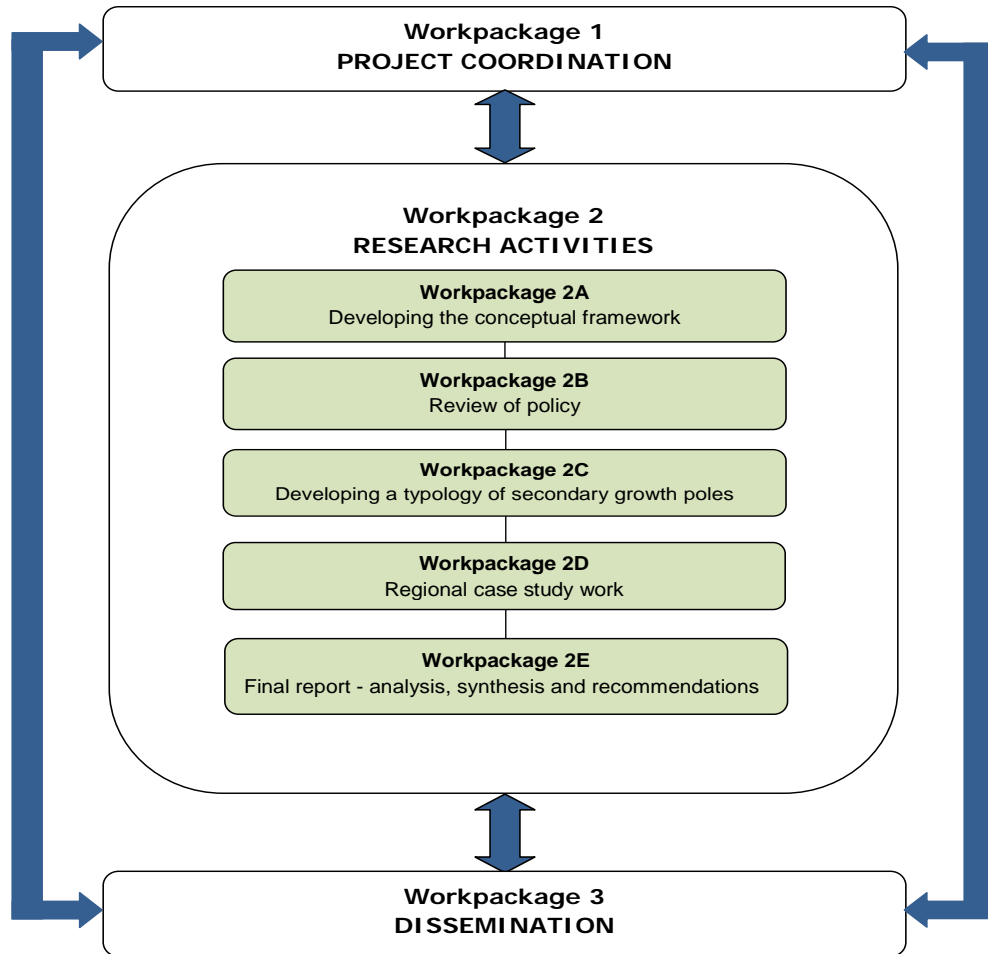 Workpackage 1
PROJECT COORDINATION
Workpackage 2
RESEARCH ACTIVITIES
Workpackage 2A
Developing the conceptual framework
Workpackage 2B
Review of policy
Workpackage 2C
Developing a typology of secondary growth poles
Workpackage 2D
Regional case study work
Workpackage 2E
Final report - analysis, synthesis and recommendations
Workpackage 3
DISSEMINATION